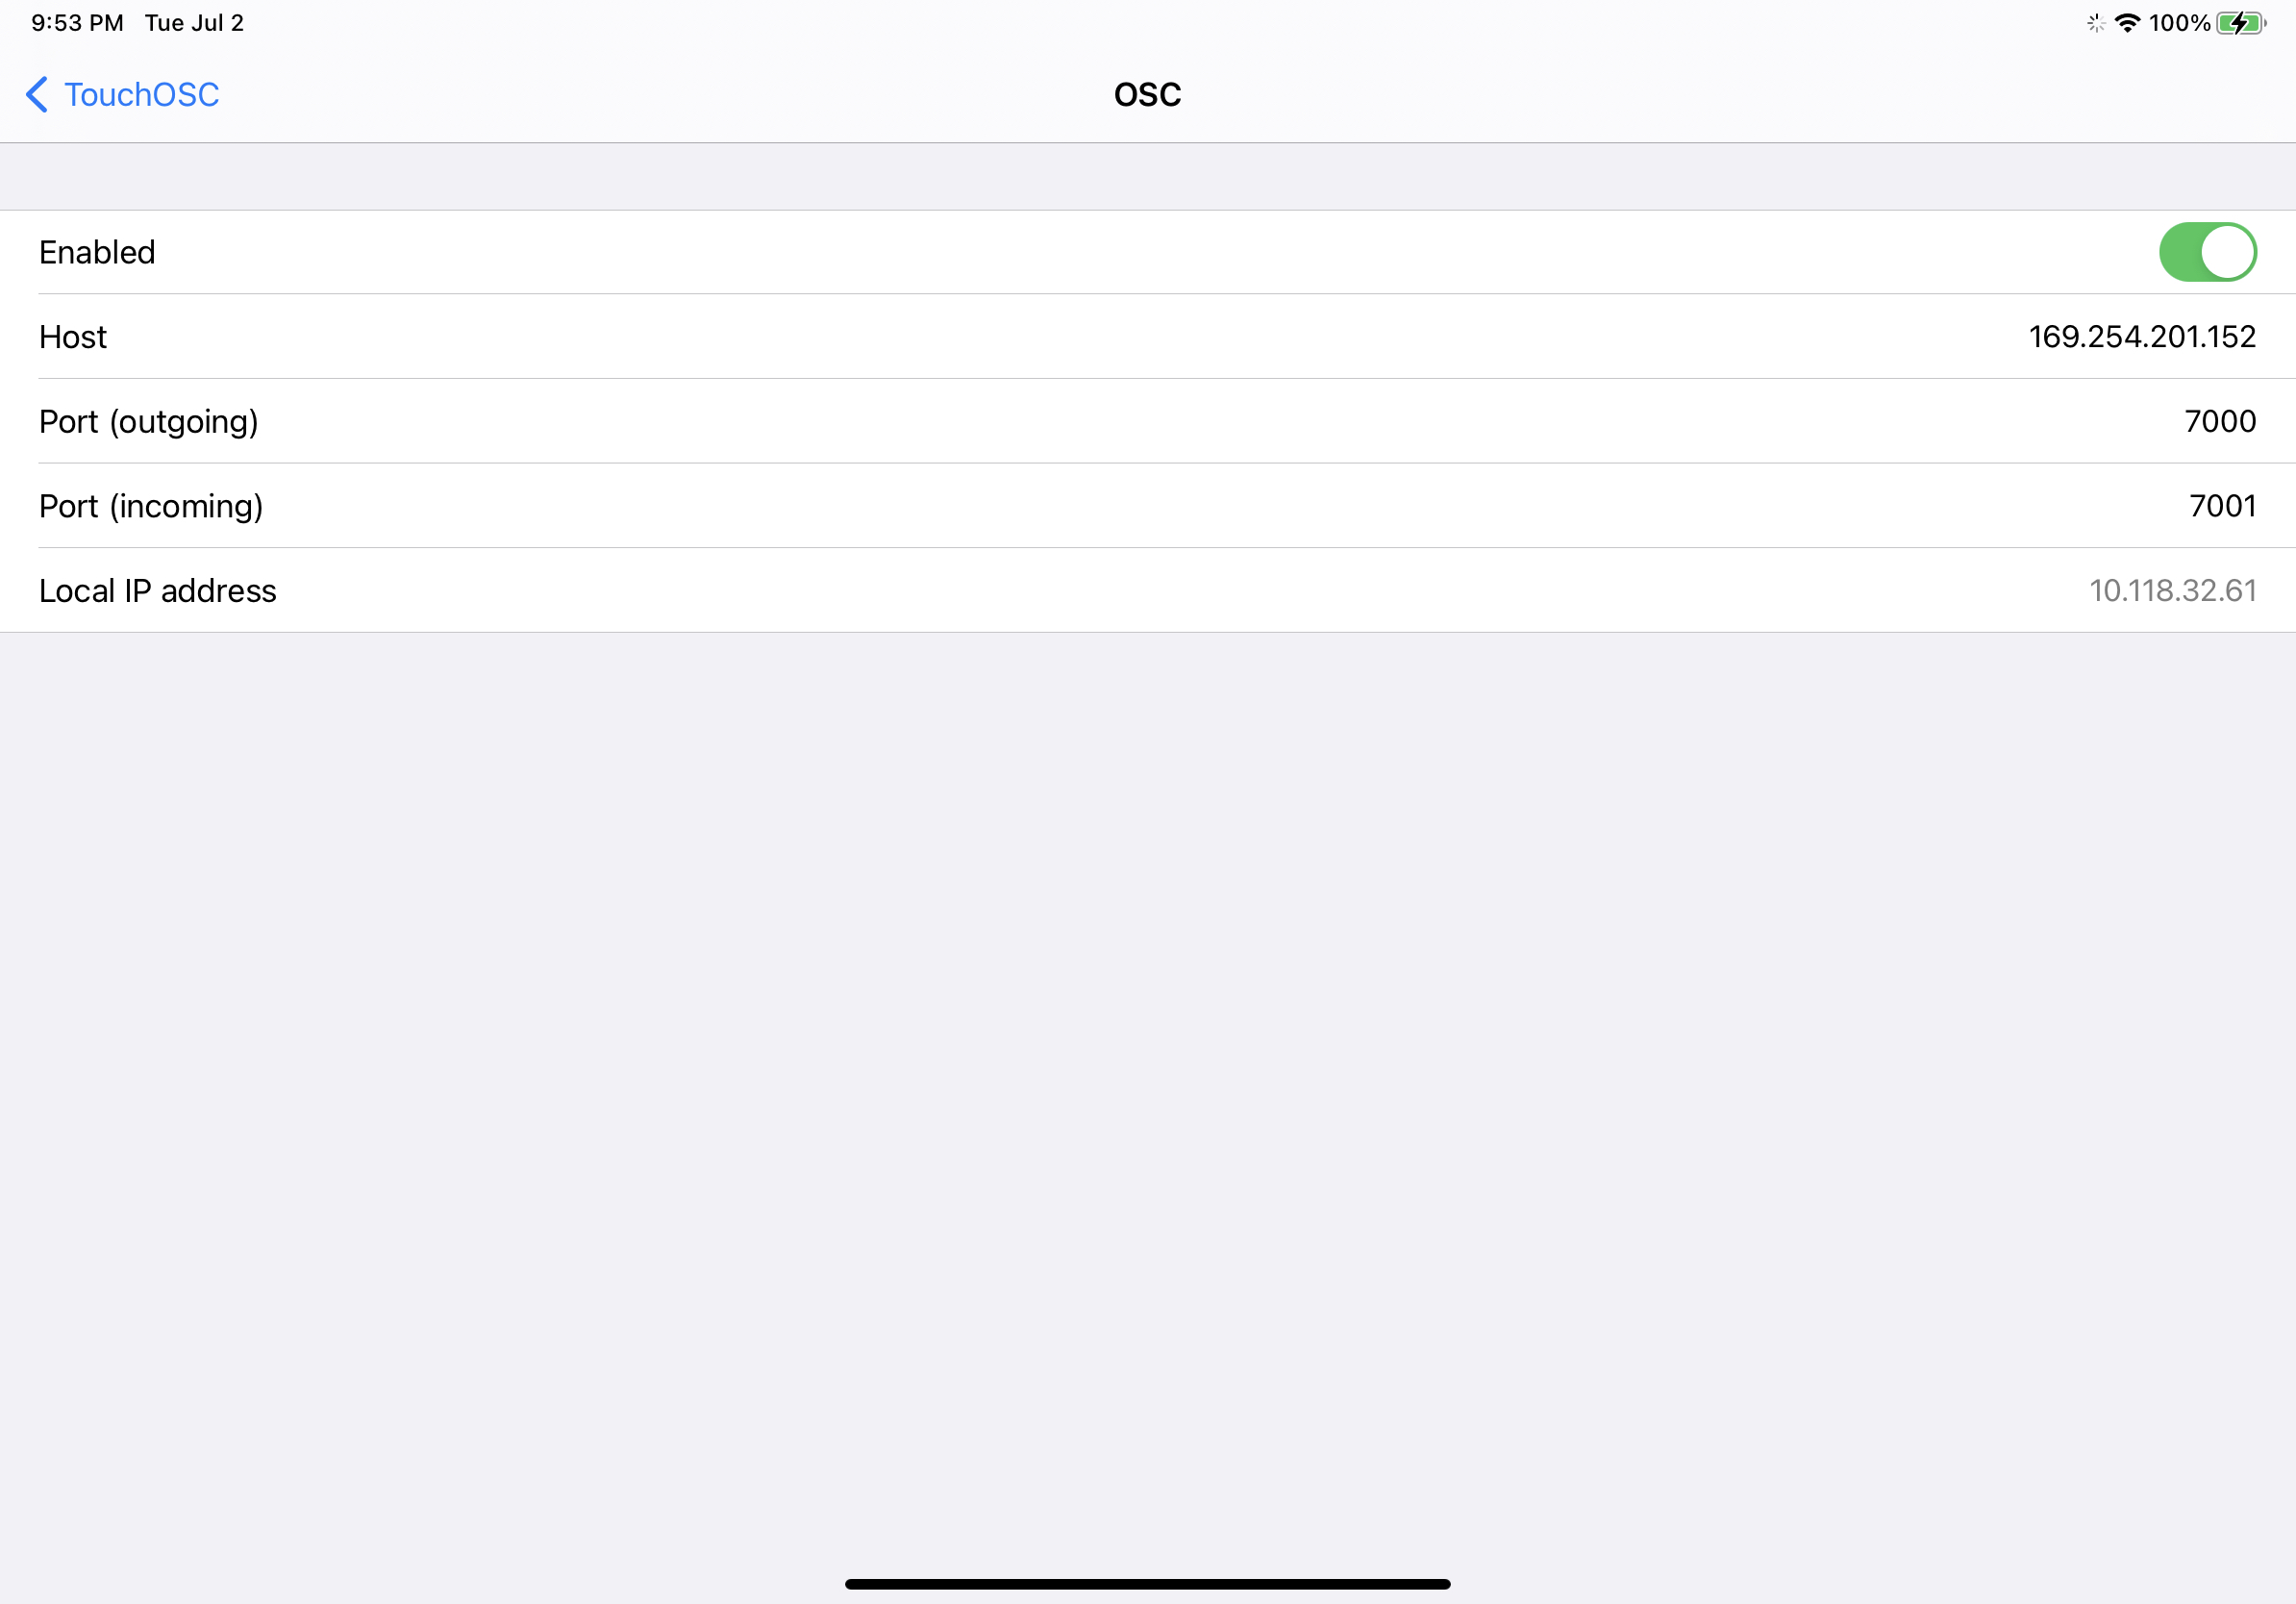 9:53 PM Tue Jul 2 100%
TouchOSC OSC
Enabled
Host 169.254.201.152
Port (outgoing) 7000
Port (incoming) 7001
Local IP address 10.118.32.61